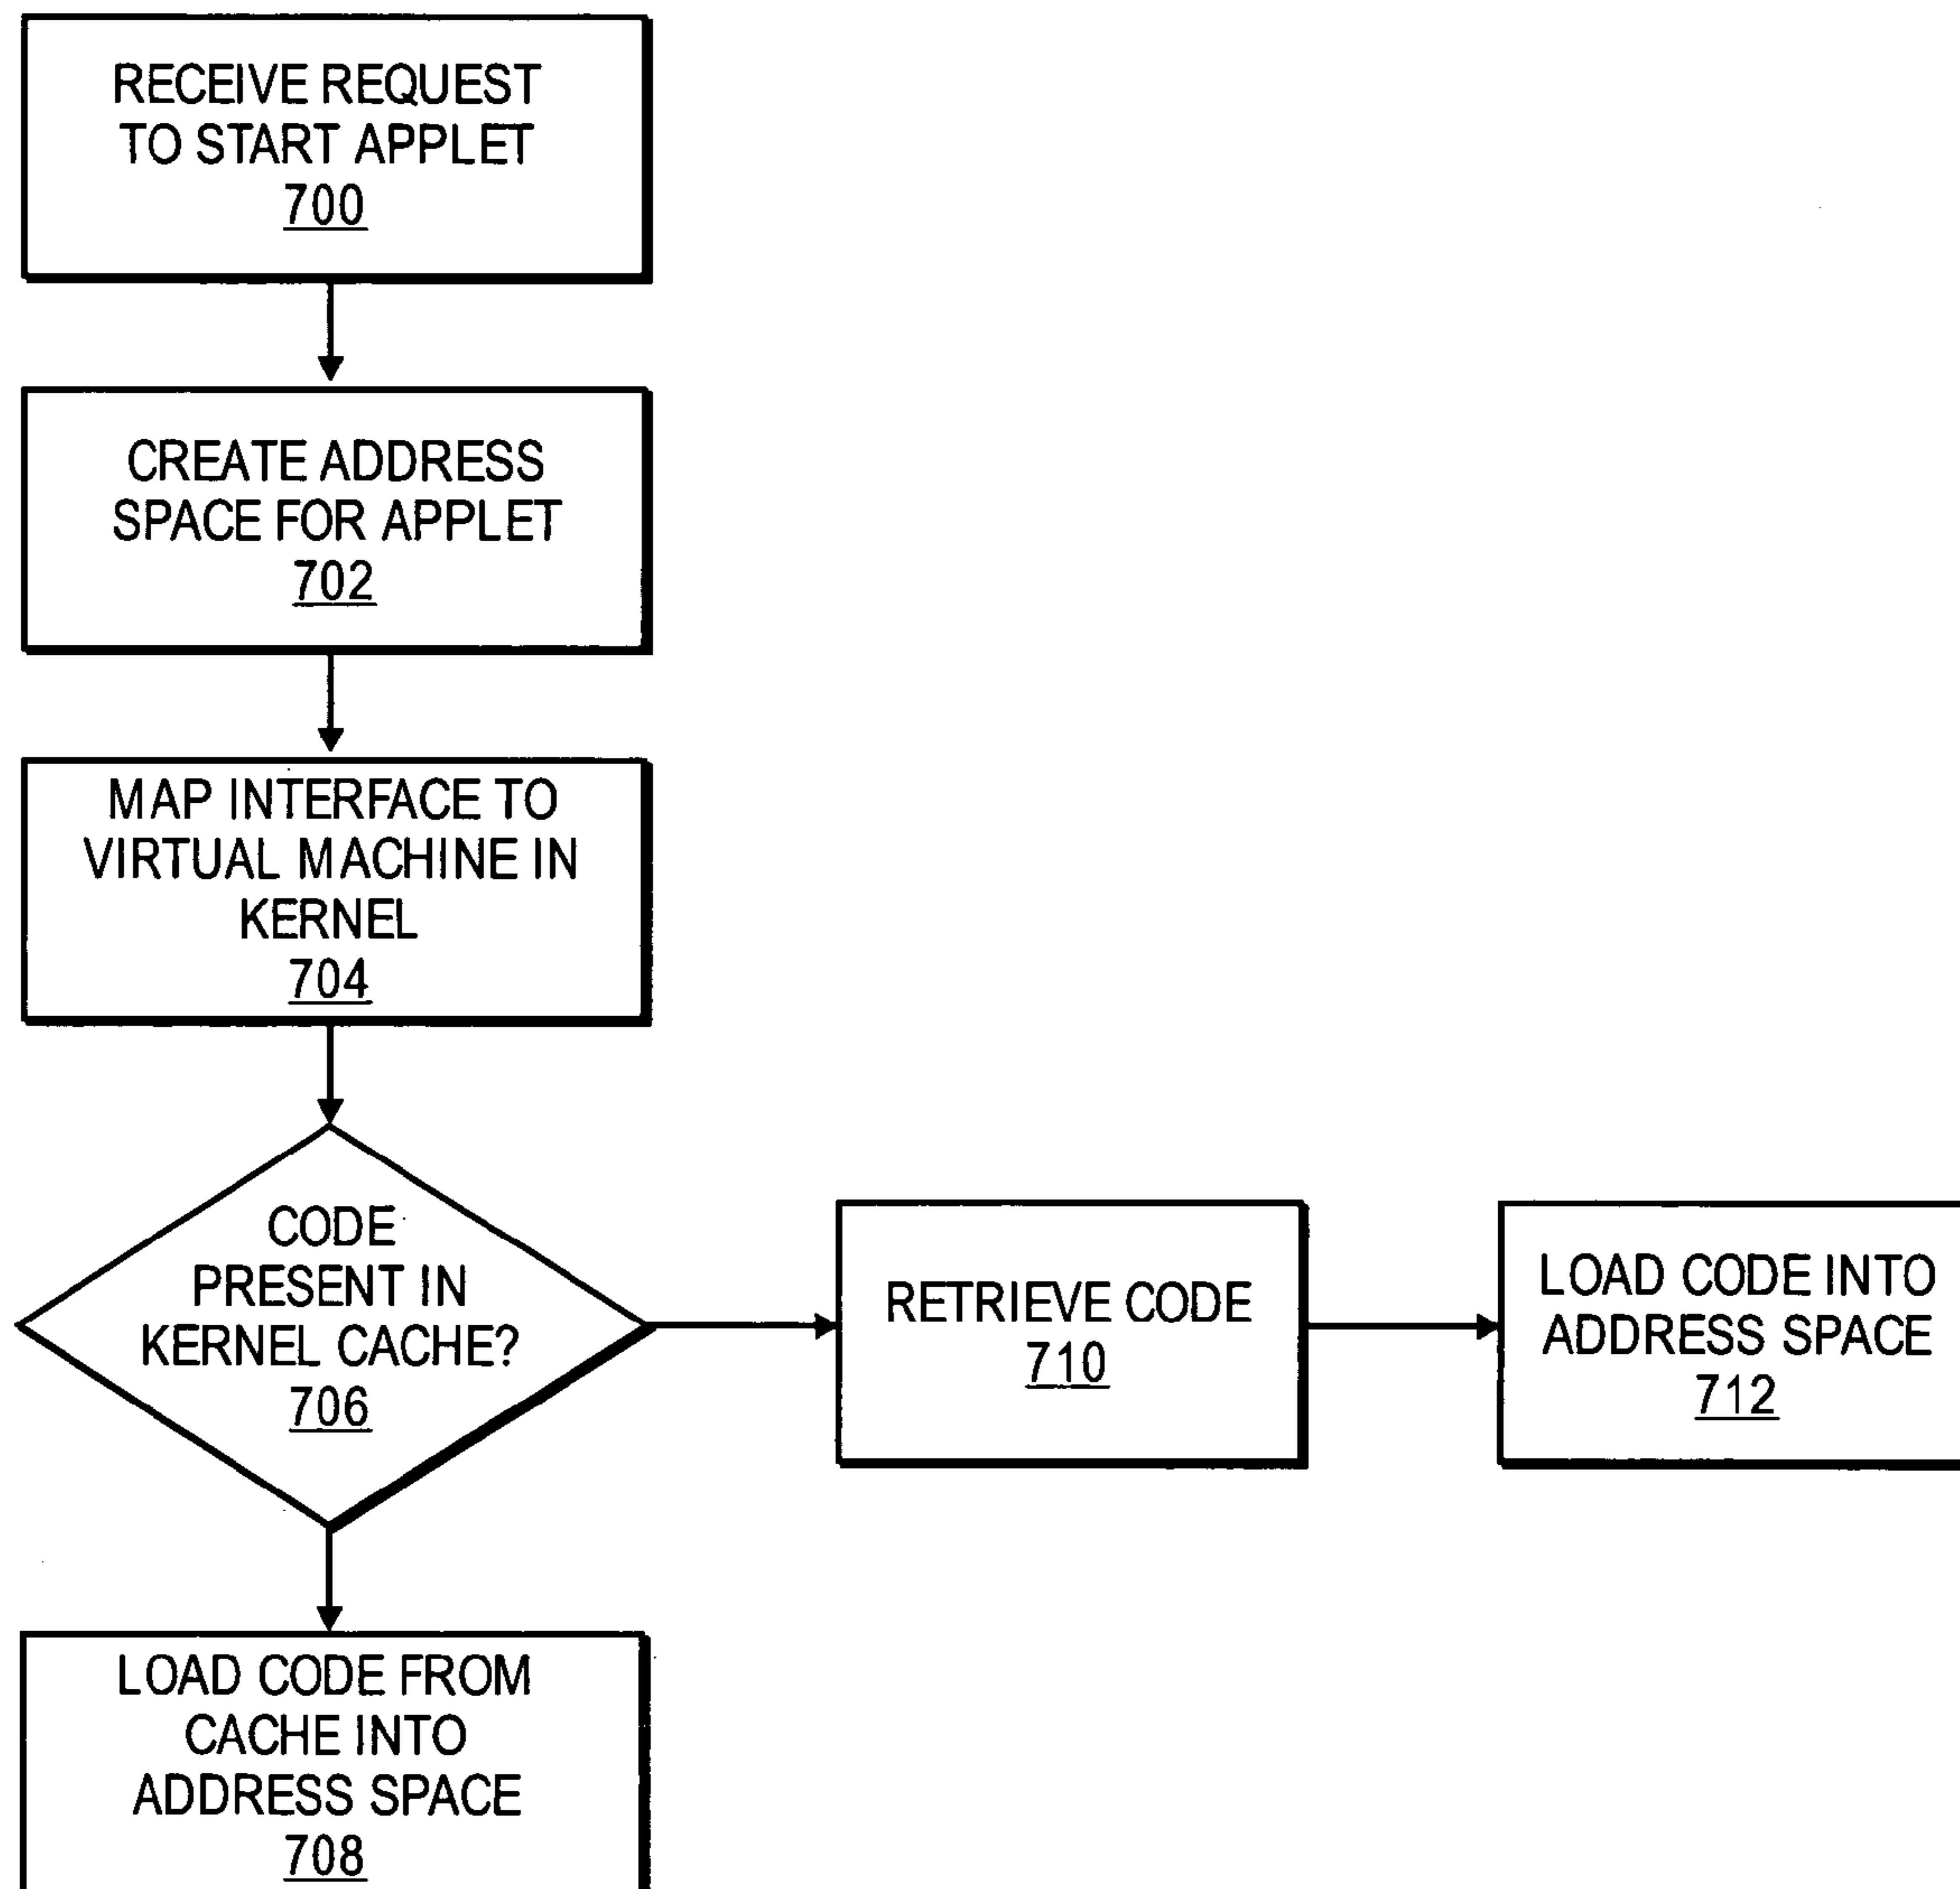 RECEIVE REQUEST
TO START APPLET
700
CREATE ADDRESS
SPACE FOR APPLET
702
MAP INTERFACE TO
VIRTUAL MACHINE IN
KERNEL
704
CODE
PRESENT IN
KERNEL CACHE?
706
RETRIEVE CODE
710
LOAD CODE INTO
ADDRESS SPACE
712
LOAD CODE FROM
CACHE INTO
ADDRESS SPACE
708